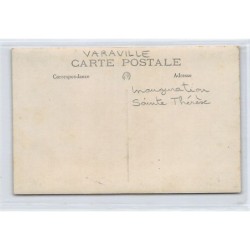 VARAVILLE
CARTE POSTALE
Correspondance
Adresse
Inauguration
Sainte Thérèse